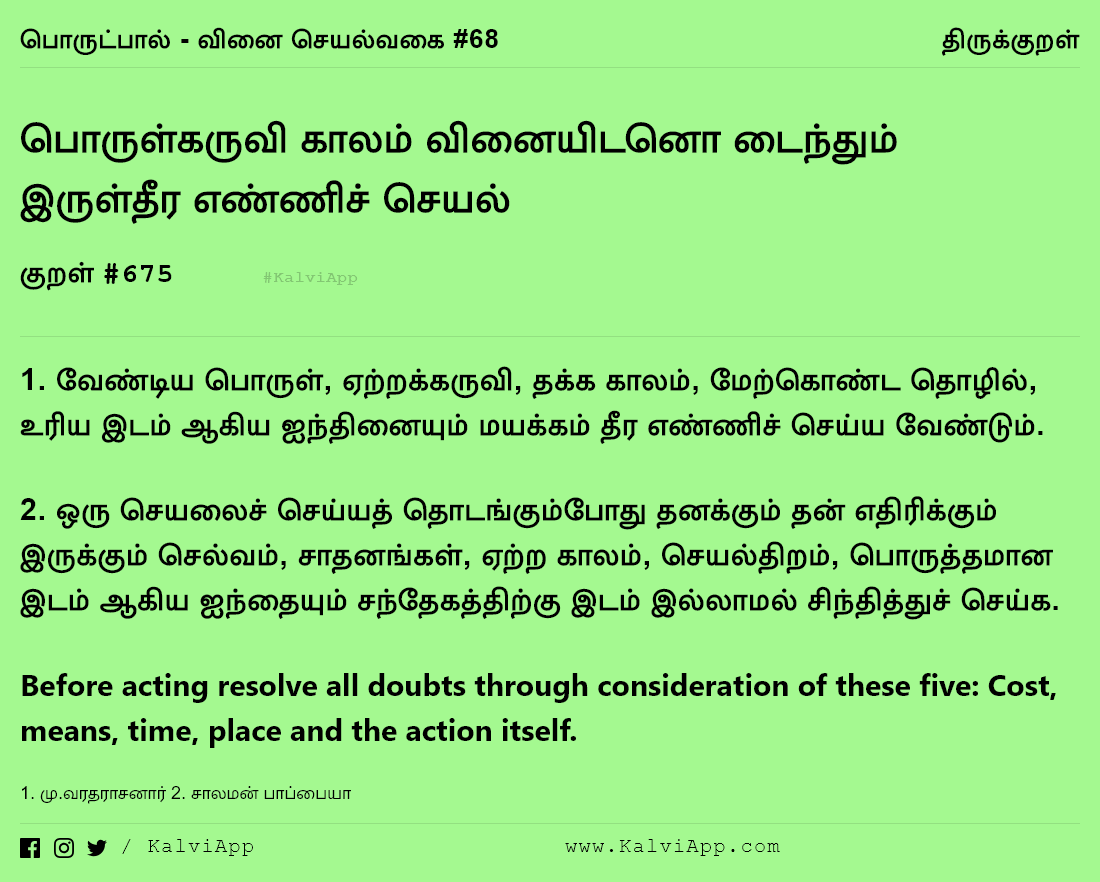 பொருட்பால் - வினை செயல்வகை #68
திருக்குறள்
பொருள்கருவி காலம் வினையிடனொ டைந்தும்
இருள்தீர எண்ணிச் செயல்
குறள் #675
#KalviApp
1. வேண்டிய பொருள், ஏற்றக்கருவி, தக்க காலம், மேற்கொண்ட தொழில்,
உரிய இடம் ஆகிய ஐந்தினையும் மயக்கம் தீர எண்ணிச் செய்ய வேண்டும்.
2. ஒரு செயலைச் செய்யத் தொடங்கும்போது தனக்கும் தன் எதிரிக்கும்
இருக்கும் செல்வம், சாதனங்கள், ஏற்ற காலம், செயல்திறம், பொருத்தமான
இடம் ஆகிய ஐந்தையும் சந்தேகத்திற்கு இடம் இல்லாமல் சிந்தித்துச் செய்க.
Before acting resolve all doubts through consideration of these five: Cost,
means, time, place and the action itself.
1. மு.வரதராசனார் 2. சாலமன் பாப்பையா
/ KalviApp
www.KalviApp.com